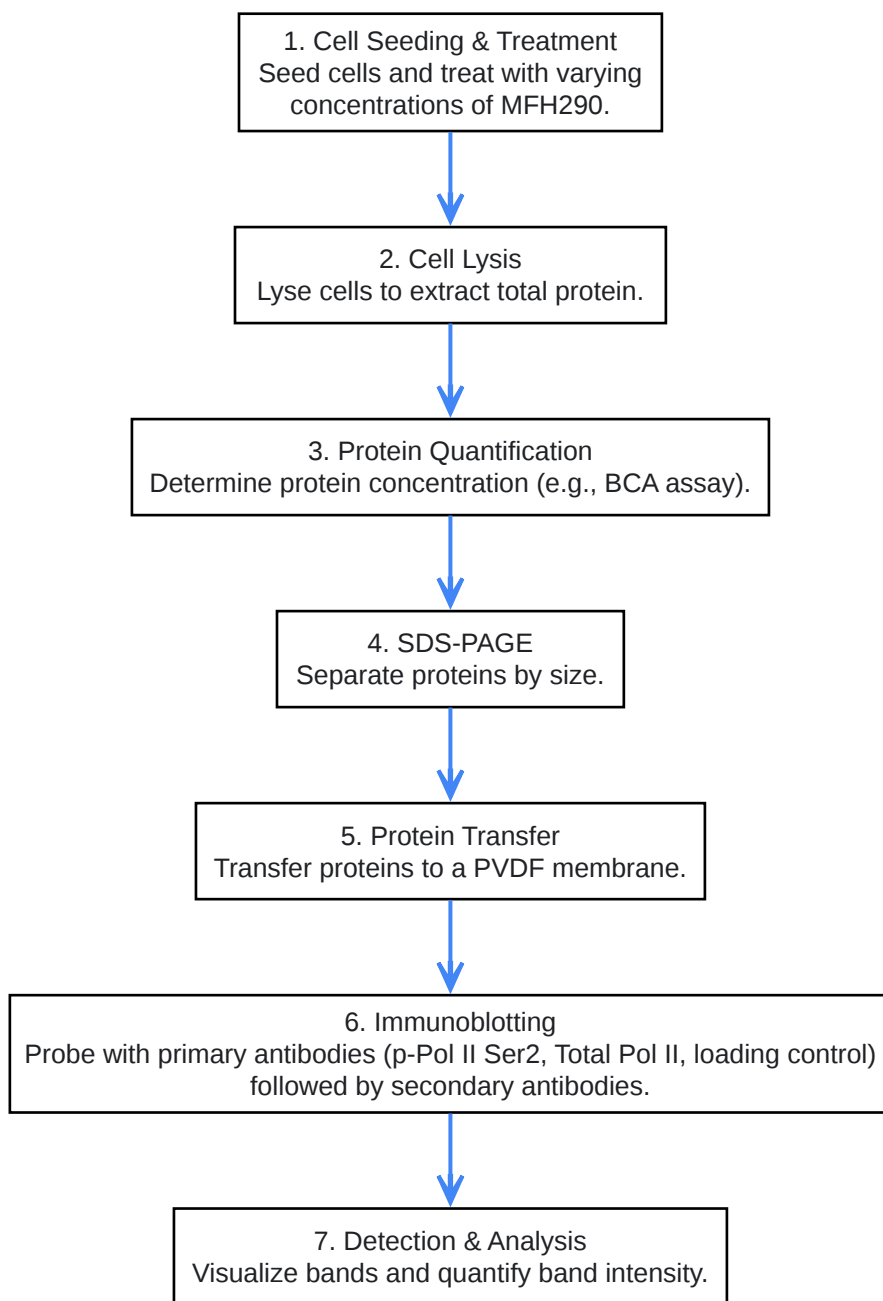 1. Cell Seeding & Treatment
Seed cells and treat with varying
concentrations of MFH290.
2. Cell Lysis
Lyse cells to extract total protein.
3. Protein Quantification
Determine protein concentration (e.g., BCA assay).
4. SDS-PAGE
Separate proteins by size.
5. Protein Transfer
Transfer proteins to a PVDF membrane.
6. Immunoblotting
Probe with primary antibodies (p-Pol II Ser2, Total Pol II, loading control)
followed by secondary antibodies.
7. Detection & Analysis
Visualize bands and quantify band intensity.